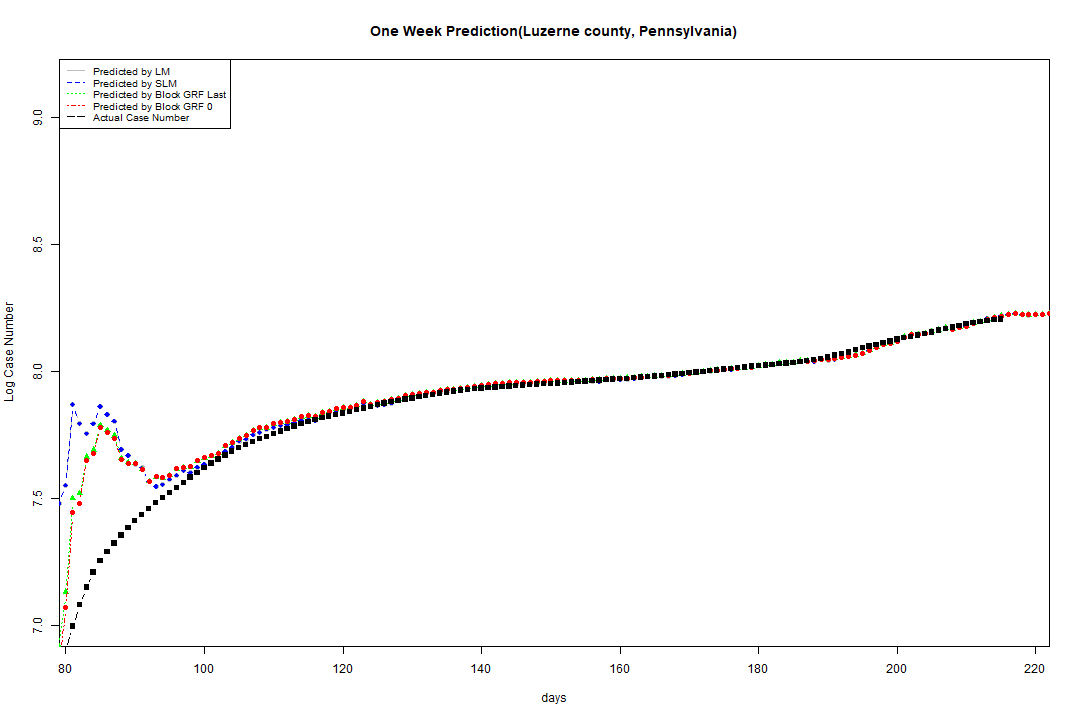 One Week Prediction(Luzerne county, Pennsylvania)
Predicted by LM
Predicted by SLM
Predicted by Block GRF Last
Predicted by Block GRF 0
Actual Case Number
9.0
8.5
8.0
7.5
7.0
Log Case Number
80 100 120 140 160 180 200 220
days